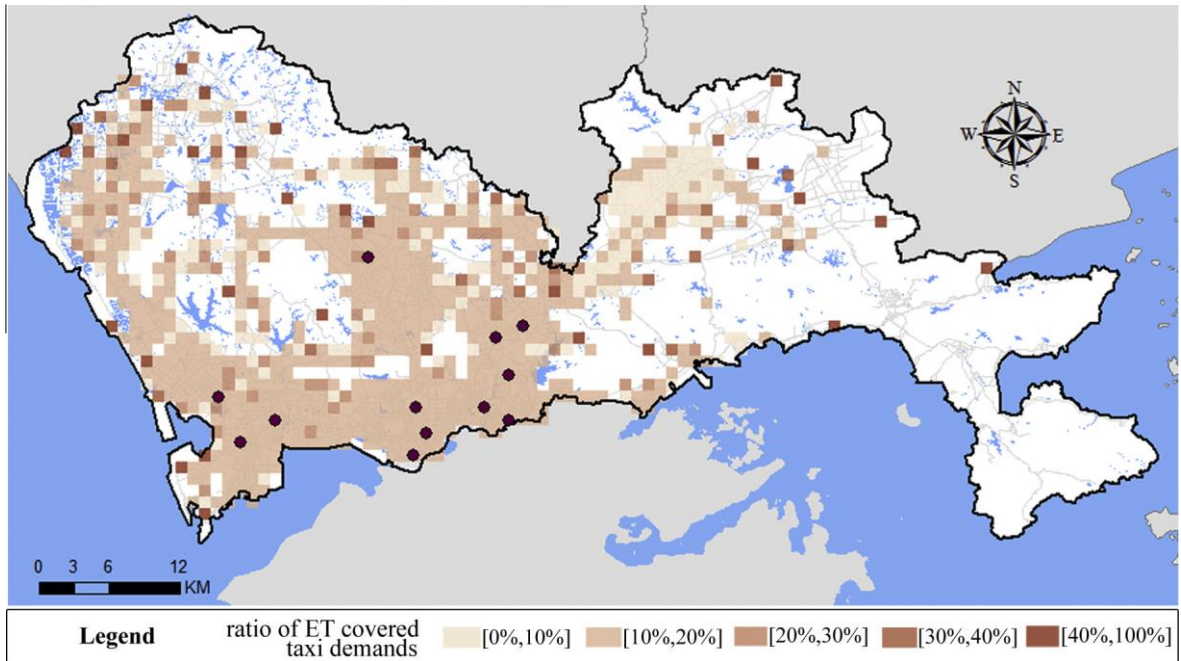 N
W E
S
0 3 6 12
KM
Legend ratio of ET covered taxi demands [0%,10%] [10%,20%] [20%,30%] [30%,40%] [40%,100%]